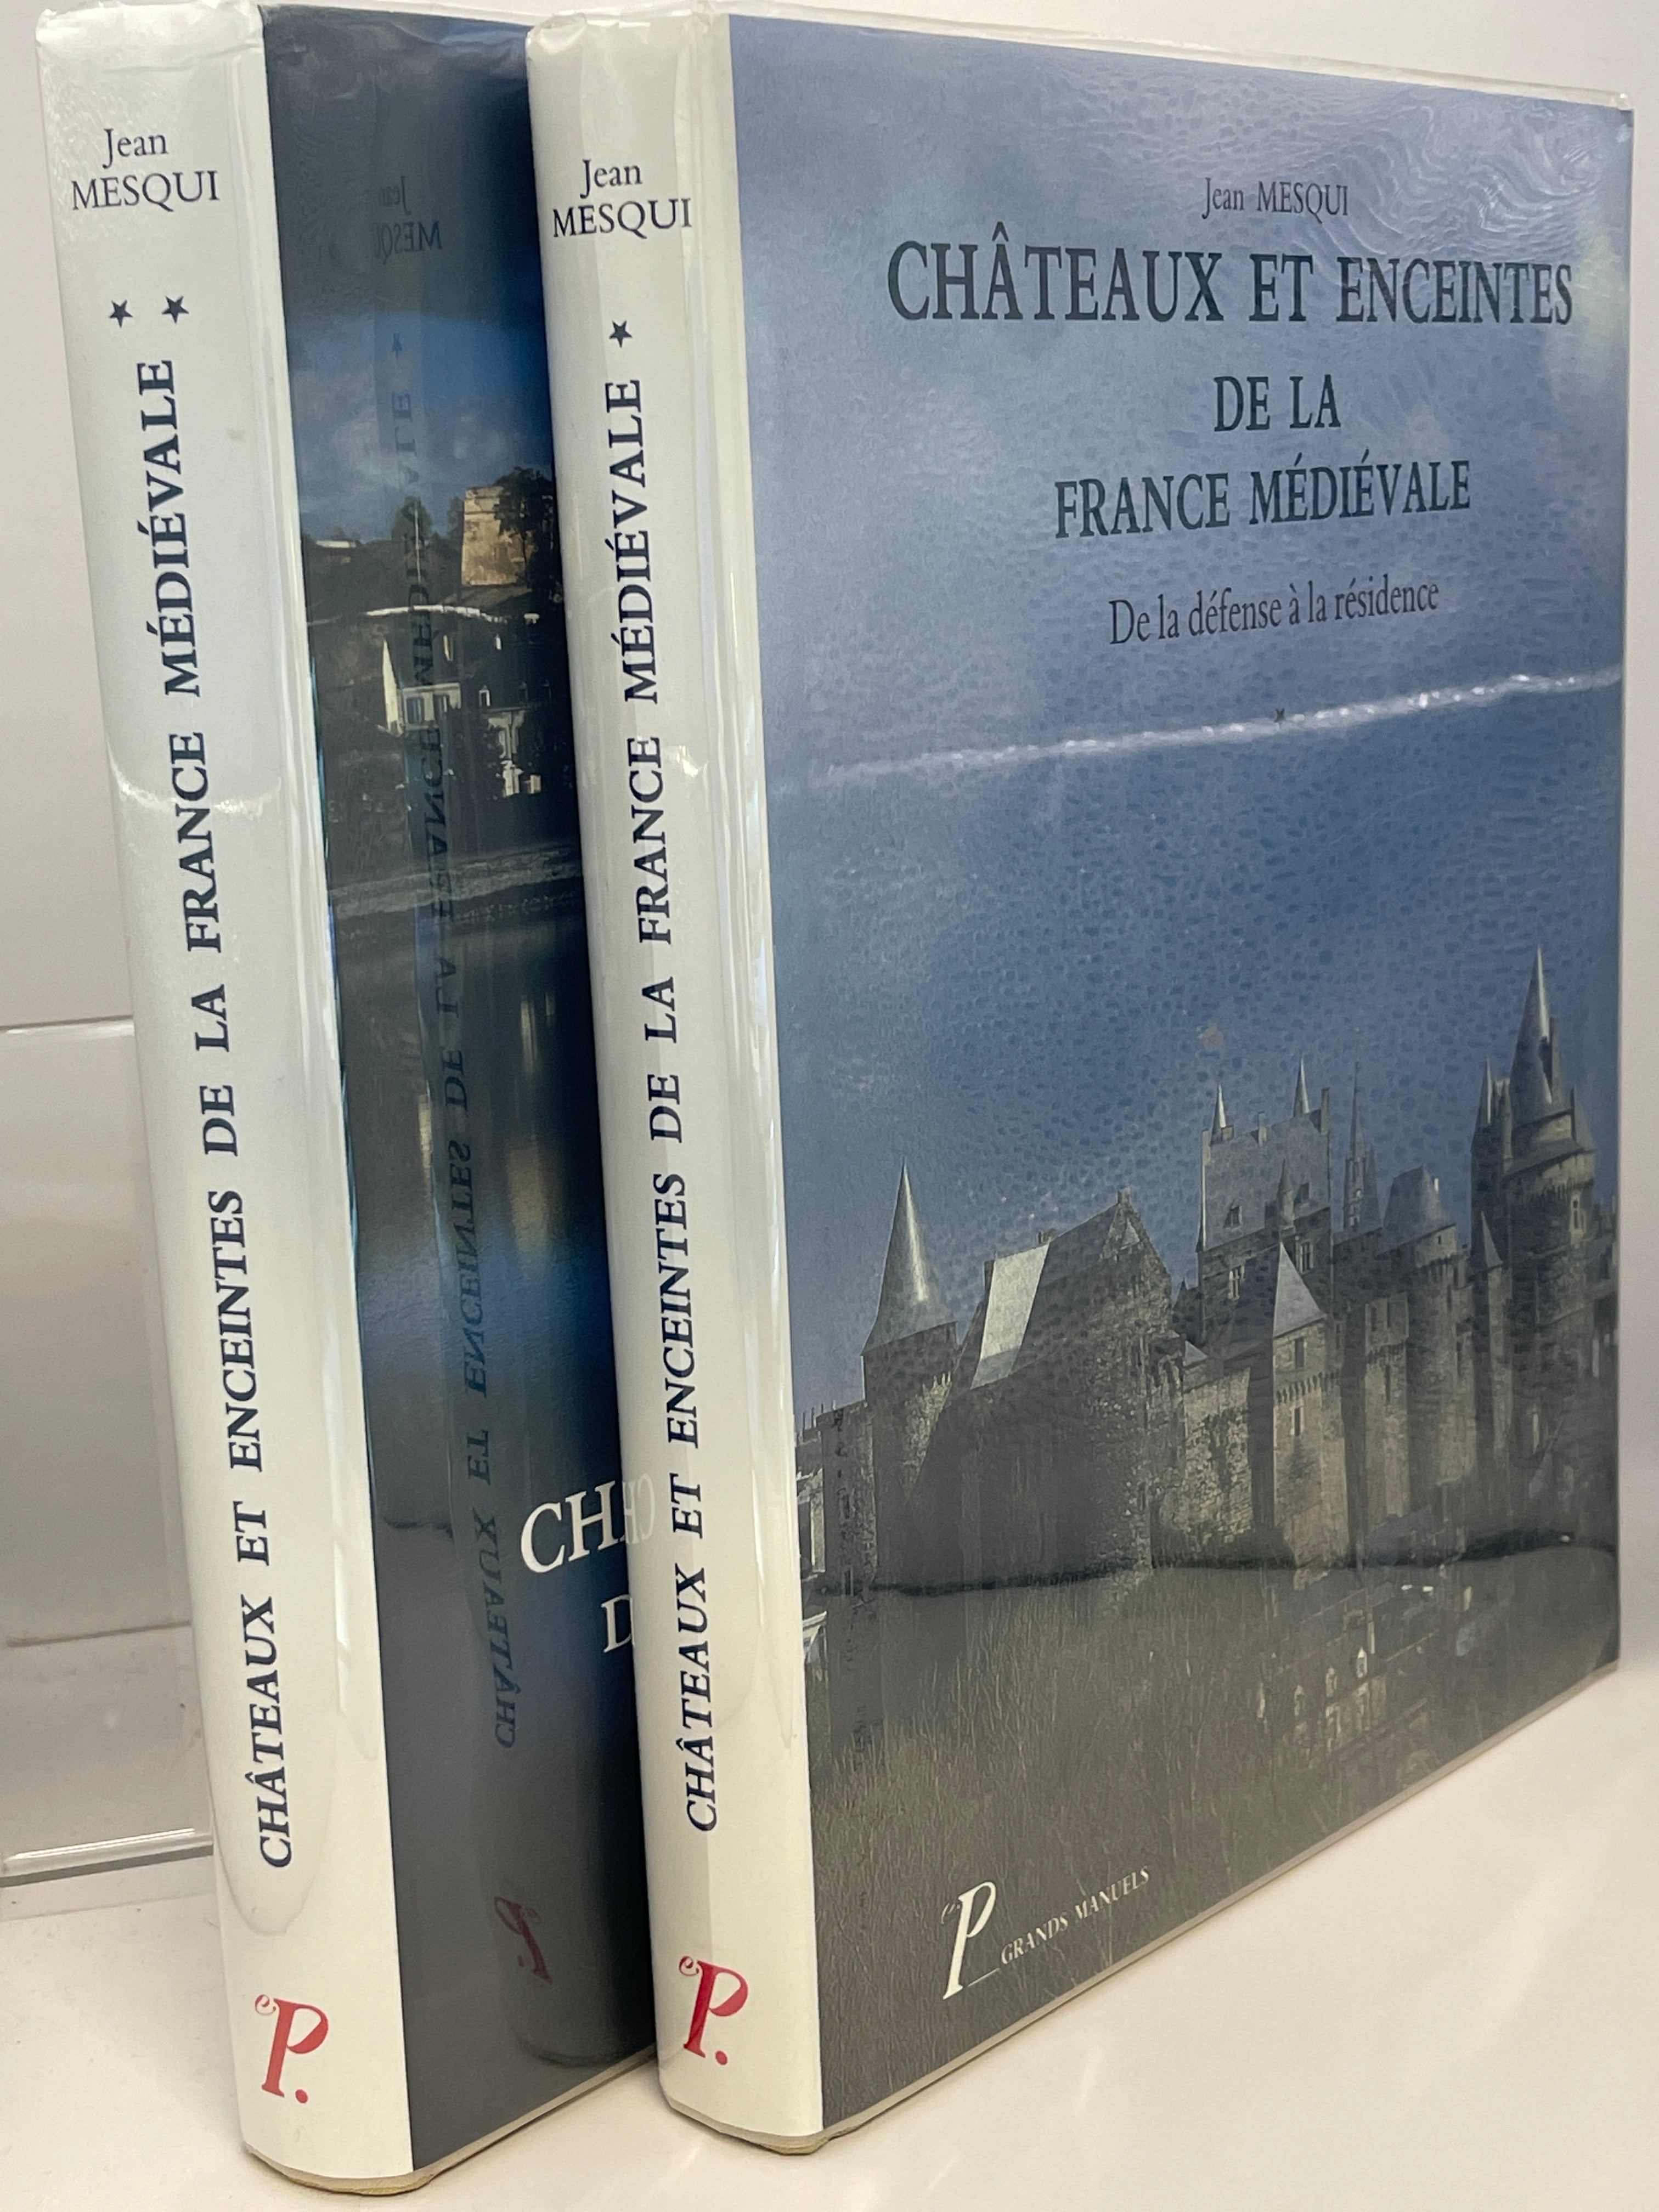 Jean
MESQUI
★ ★
CHÂTEAUX ET ENCEINTES DE LA FRANCE MÉDIÉVALE
P.
CH
D
Jean
MESQUI
★
CHÂTEAUX ET ENCEINTES DE LA FRANCE MÉDIÉVALE
P.
Jean MESQUI
CHÂTEAUX ET ENCEINTES
DE LA
FRANCE MÉDIÉVALE
De la défense à la résidence
★
P GRANDS MANUELS